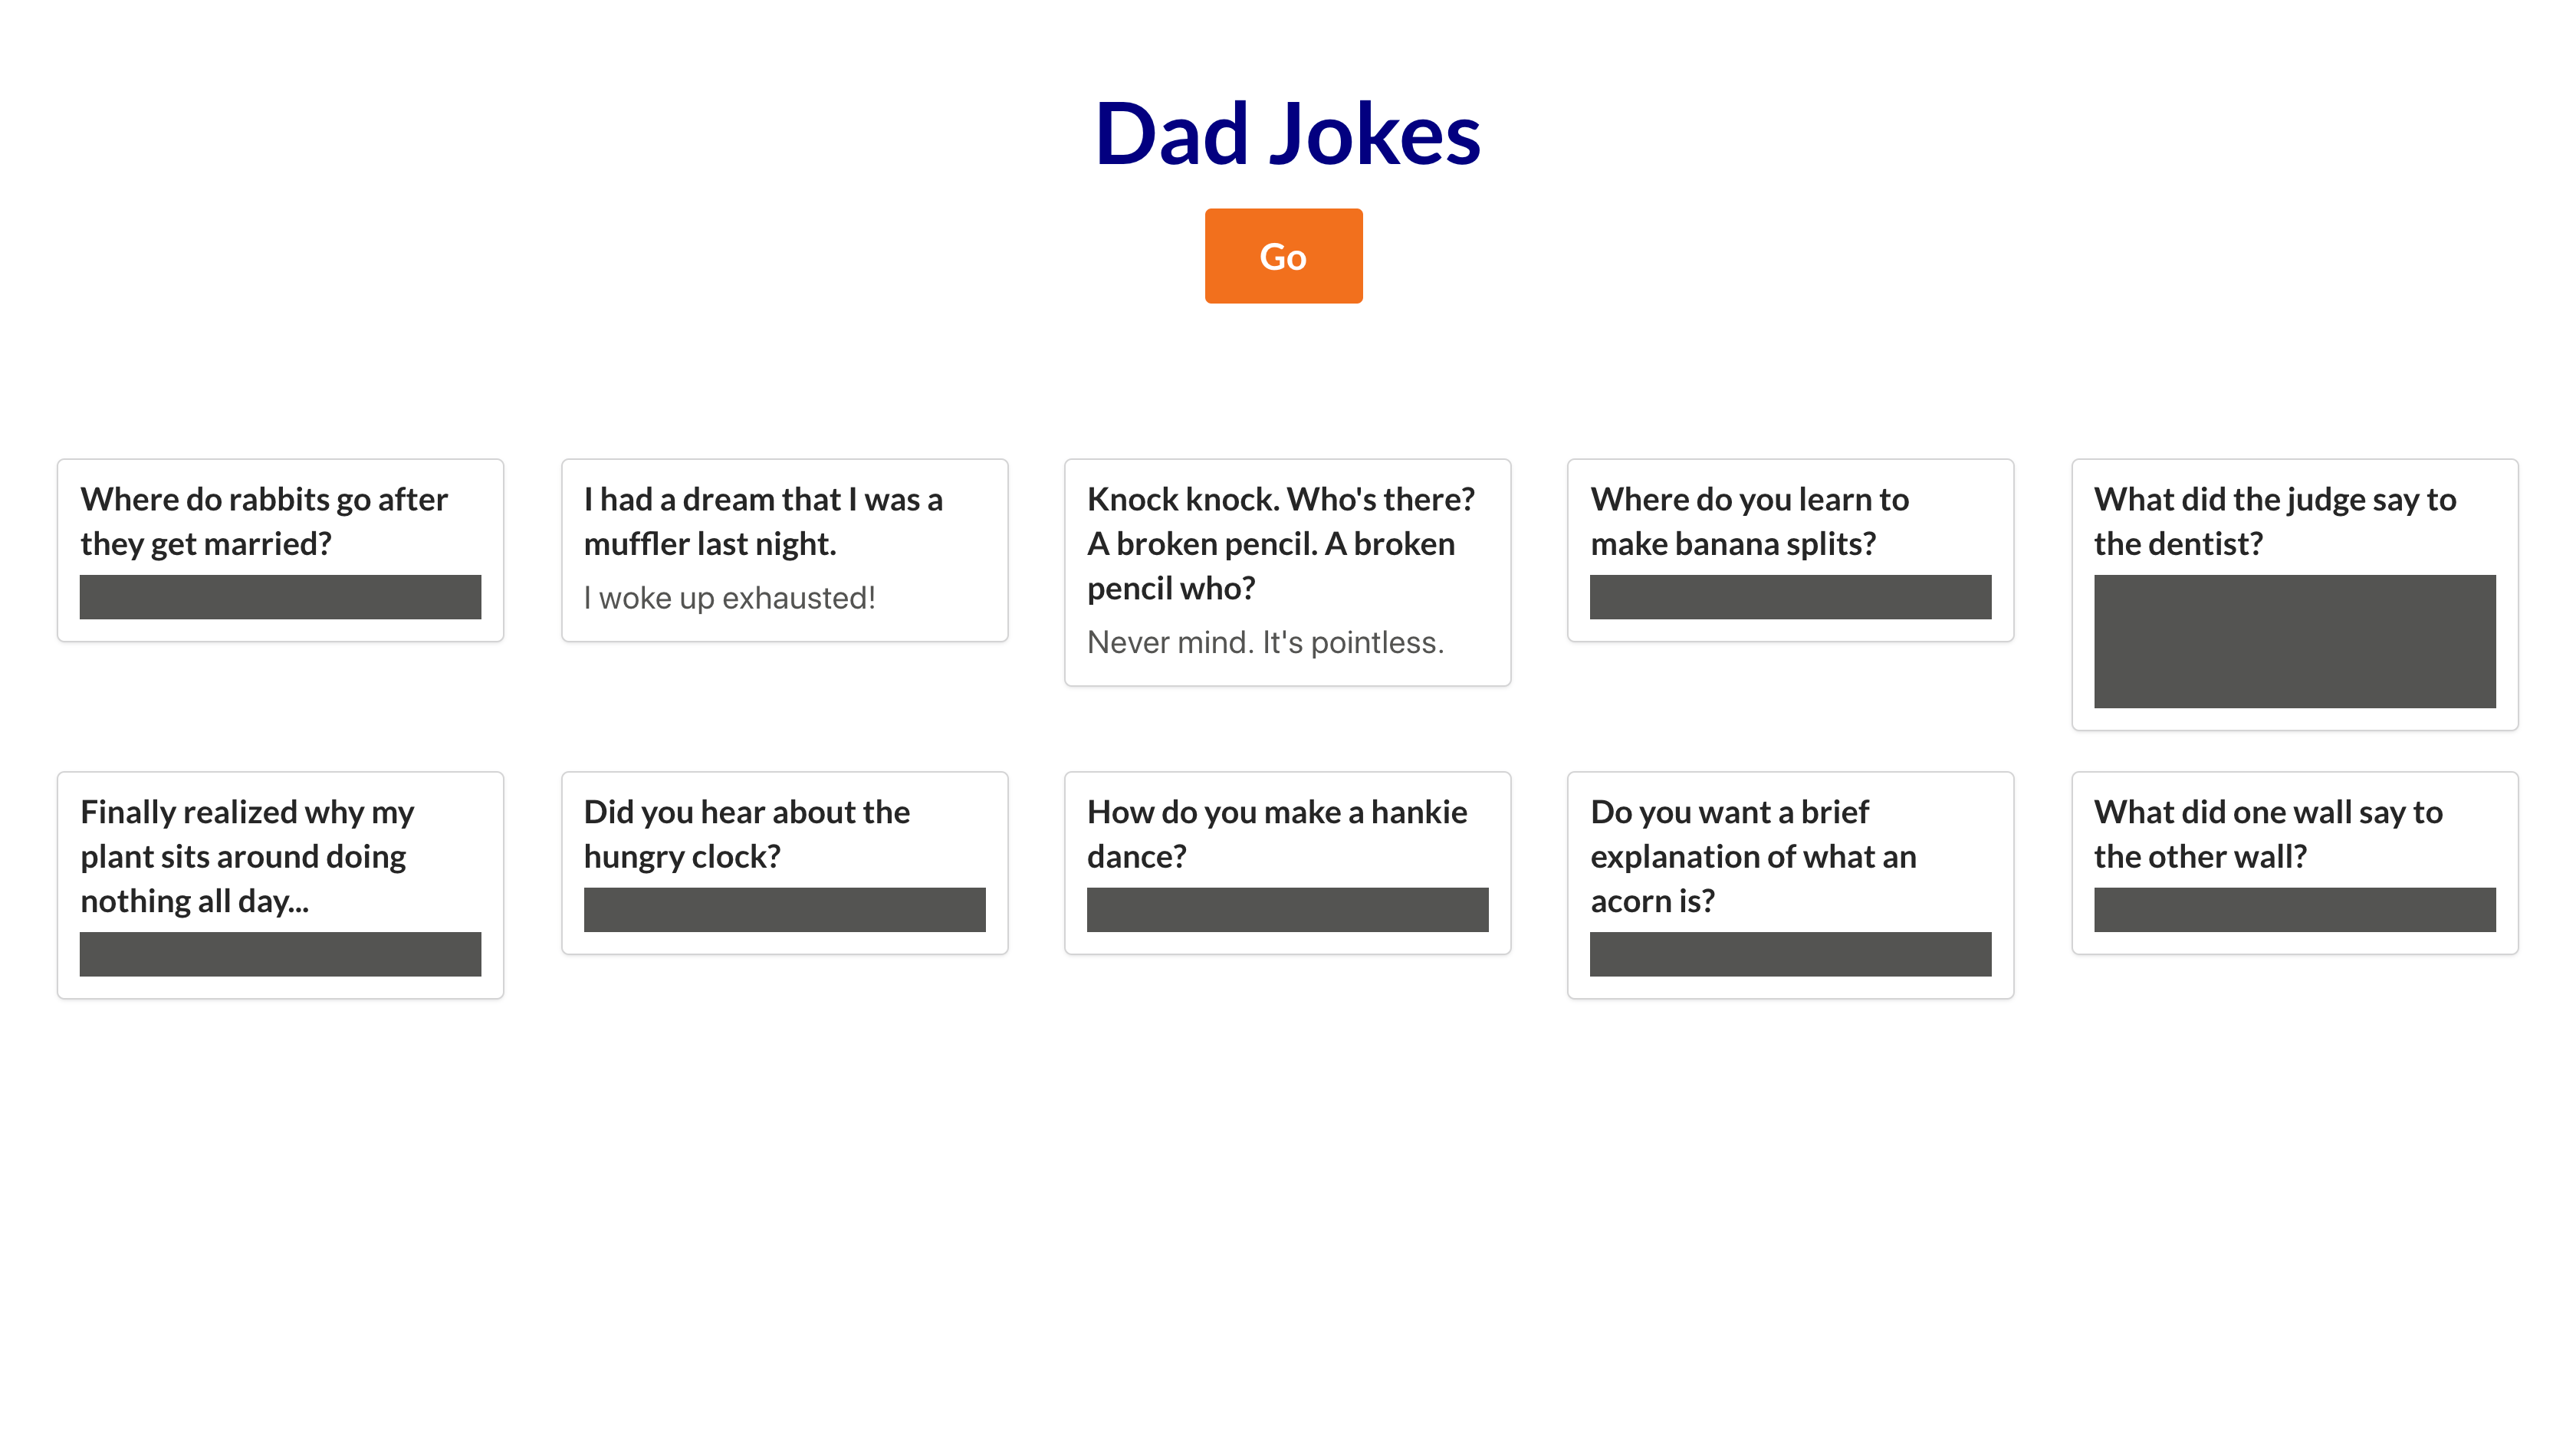 Dad Jokes
Go
Where do rabbits go after
they get married?
I had a dream that I was a
muffler last night.
I woke up exhausted!
Knock knock. Who's there?
A broken pencil. A broken
pencil who?
Never mind. It's pointless.
Where do you learn to
make banana splits?
What did the judge say to
the dentist?
Finally realized why my
plant sits around doing
nothing all day...
Did you hear about the
hungry clock?
How do you make a hankie
dance?
Do you want a brief
explanation of what an
acorn is?
What did one wall say to
the other wall?